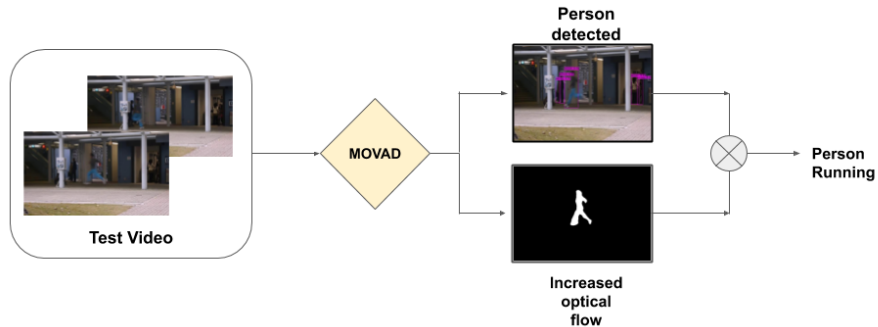 Test Video
MOVAD
Person
detected
Increased
optical
flow
Person
Running